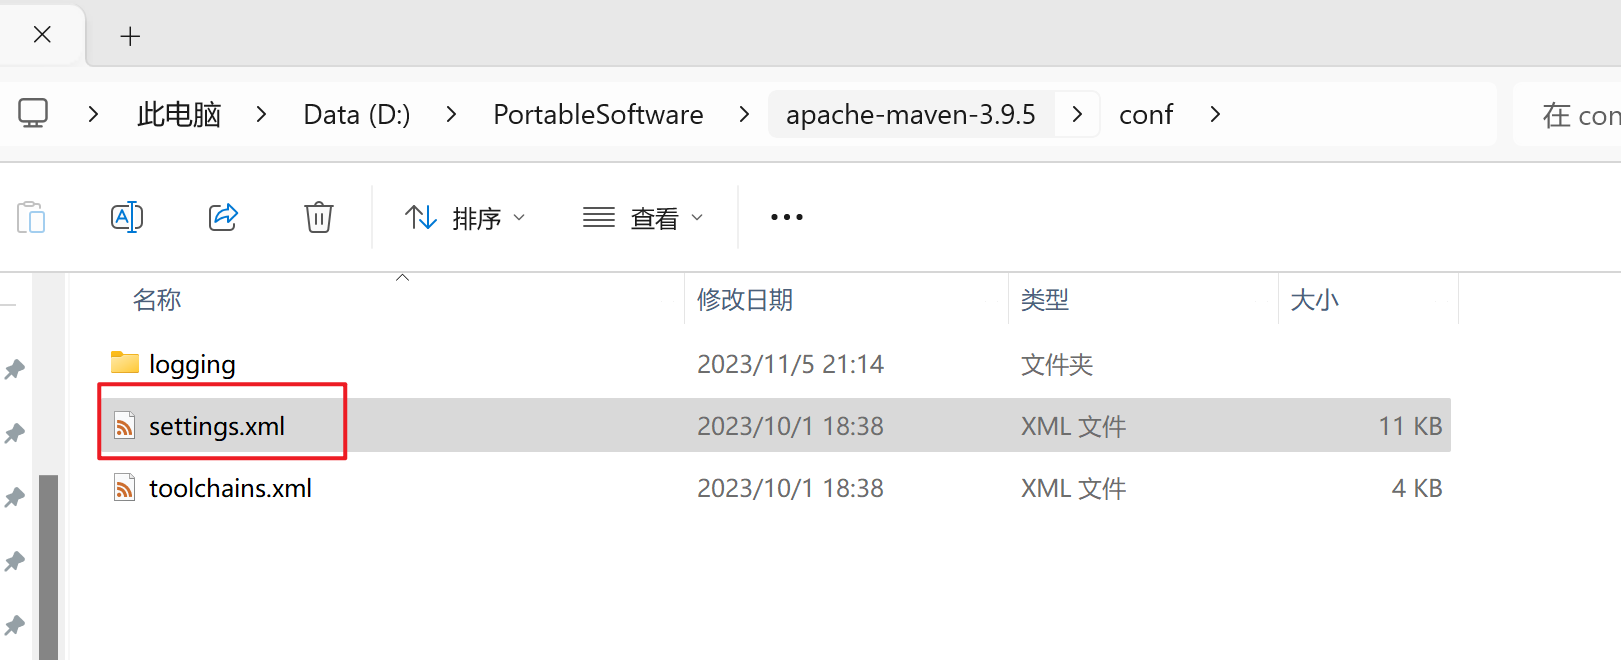 此电脑 Data (D:) PortableSoftware apache-maven-3.9.5 conf 在 con
排序 查看
名称 修改日期 类型 大小
logging 2023/11/5 21:14 文件夹
settings.xml 2023/10/1 18:38 XML 文件 11 KB
toolchains.xml 2023/10/1 18:38 XML 文件 4 KB